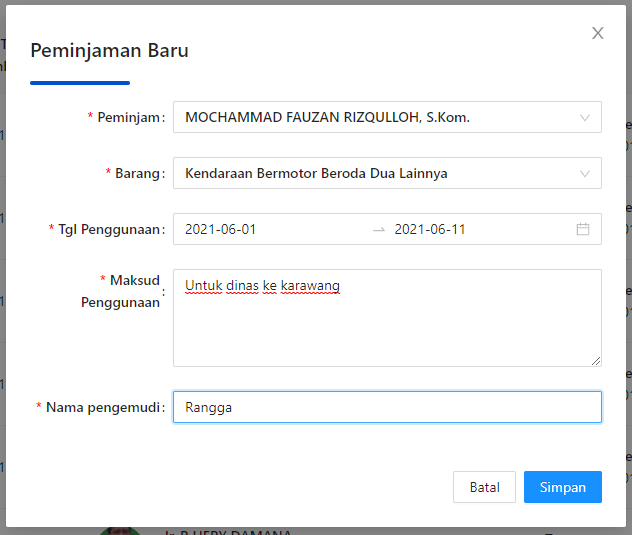 Peminjaman Baru
* Peminjam :
MOCHAMMAD FAUZAN RIZQULLOH, S.Kom.
* Barang :
Kendaraan Bermotor Beroda Dua Lainnya
* Tgl Penggunaan :
2021-06-01 → 2021-06-11
* Maksud
Penggunaan :
Untuk dinas ke karawang
* Nama pengemudi :
Rangga
Batal Simpan